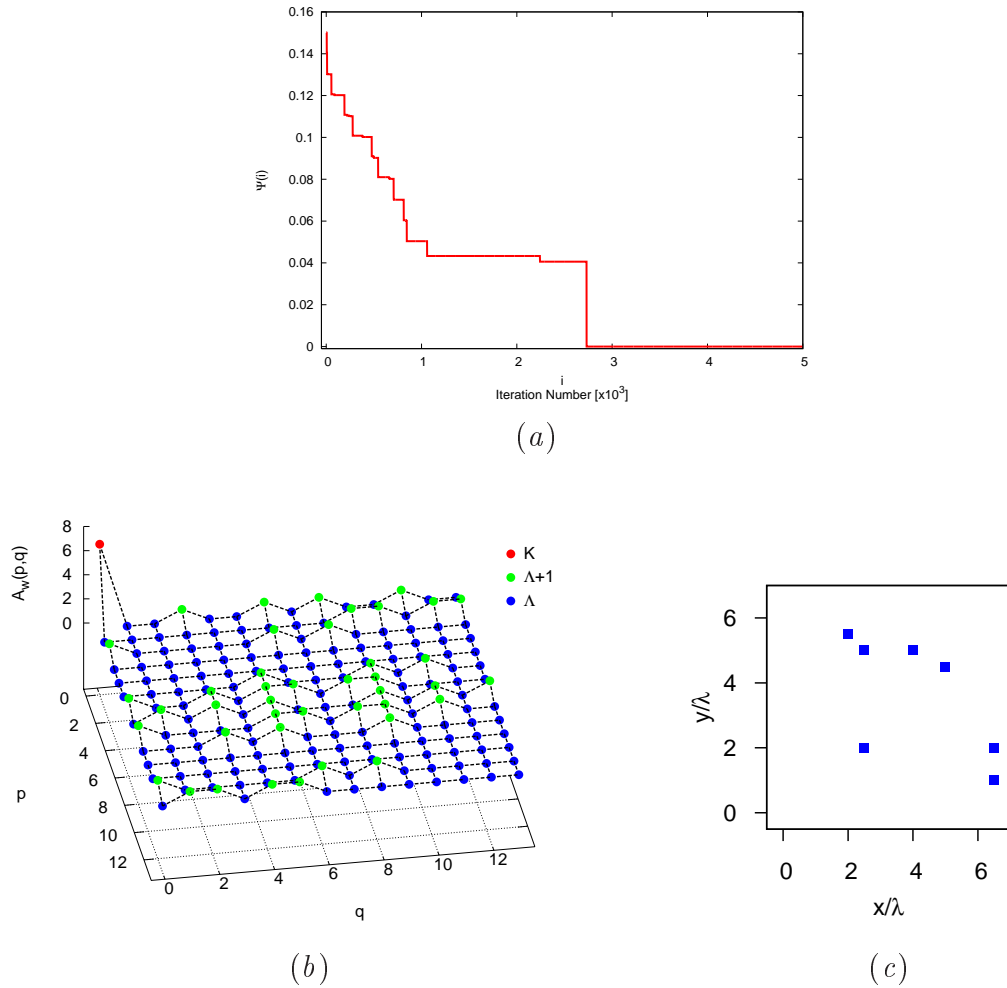 0.16
0.14
0.12
0.1
0.08
0.06
0.04
0.02
0
Ψ(i)
0 1 2 3 4 5
i
Iteration Number [x10³]
(a)
8
6
4
2
0
A_w(p,q)
K
Λ+1
Λ
0
2
4
6
8
10
12
p
0 2 4 6 8 10 12
q
(b)
6
4
2
0
y/λ
0 2 4 6
x/λ
(c)